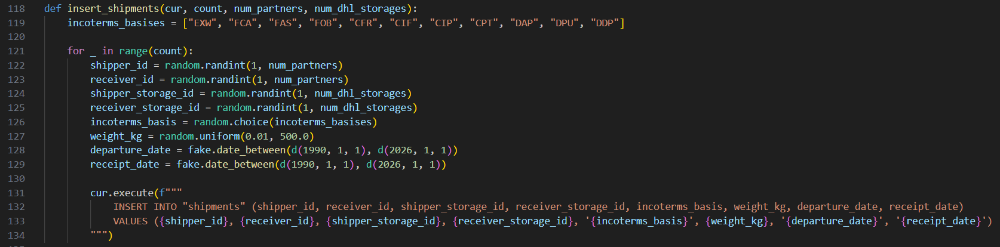 118 def insert_shipments(cur, count, num_partners, num_dhl_storages):
119     incoterms_basises = ["EXW", "FCA", "FAS", "FOB", "CFR", "CIF", "CIP", "CPT", "DAP", "DPU", "DDP"]
120
121     for _ in range(count):
122         shipper_id = random.randint(1, num_partners)
123         receiver_id = random.randint(1, num_partners)
124         shipper_storage_id = random.randint(1, num_dhl_storages)
125         receiver_storage_id = random.randint(1, num_dhl_storages)
126         incoterms_basis = random.choice(incoterms_basises)
127         weight_kg = random.uniform(0.01, 500.0)
128         departure_date = fake.date_between(d(1990, 1, 1), d(2026, 1, 1))
129         receipt_date = fake.date_between(d(1990, 1, 1), d(2026, 1, 1))
130
131         cur.execute(f"""
132             INSERT INTO "shipments" (shipper_id, receiver_id, shipper_storage_id, receiver_storage_id, incoterms_basis, weight_kg, departure_date, receipt_date)
133             VALUES ({shipper_id}, {receiver_id}, {shipper_storage_id}, {receiver_storage_id}, '{incoterms_basis}', {weight_kg}, '{departure_date}', '{receipt_date}')
134         """)